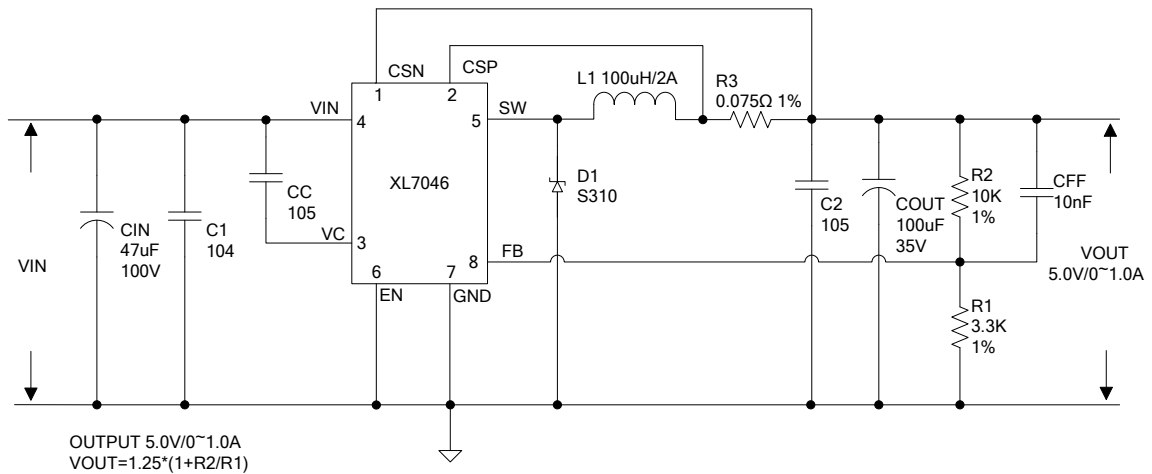 CSN
CSP
1
2
L1 100uH/2A
R3
0.075Ω 1%
VIN
4
5
SW
XL7046
D1
S310
CC
105
VC
3
CIN
47uF
100V
C1
104
VIN
C2
105
COUT
100uF
35V
R2
10K
1%
CFF
10nF
8
FB
6
7
EN
GND
VOUT
5.0V/0~1.0A
R1
3.3K
1%
OUTPUT 5.0V/0~1.0A
VOUT=1.25*(1+R2/R1)